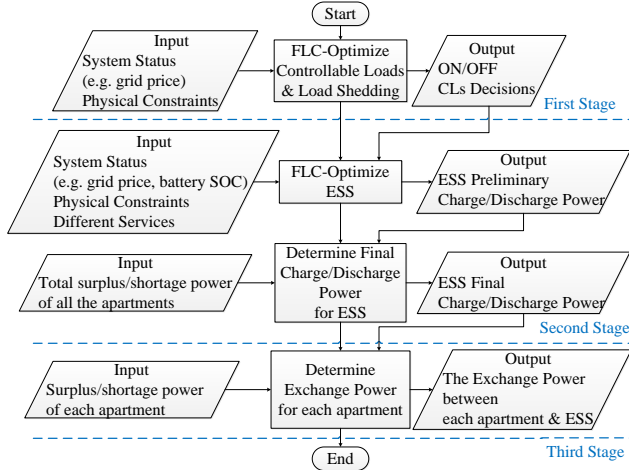 Start
Input
System Status
(e.g. grid price)
Physical Constraints
FLC-Optimize
Controllable Loads
& Load Shedding
Output
ON/OFF
CLs Decisions
First Stage
Input
System Status
(e.g. grid price, battery SOC)
Physical Constraints
Different Services
FLC-Optimize
ESS
Output
ESS Preliminary
Charge/Discharge Power
Input
Total surplus/shortage power
of all the apartments
Determine Final
Charge/Discharge
Power
for ESS
Output
ESS Final
Charge/Discharge Power
Second Stage
Input
Surplus/shortage power
of each apartment
Determine
Exchange Power
for each apartment
Output
The Exchange Power
between
each apartment & ESS
Third Stage
End